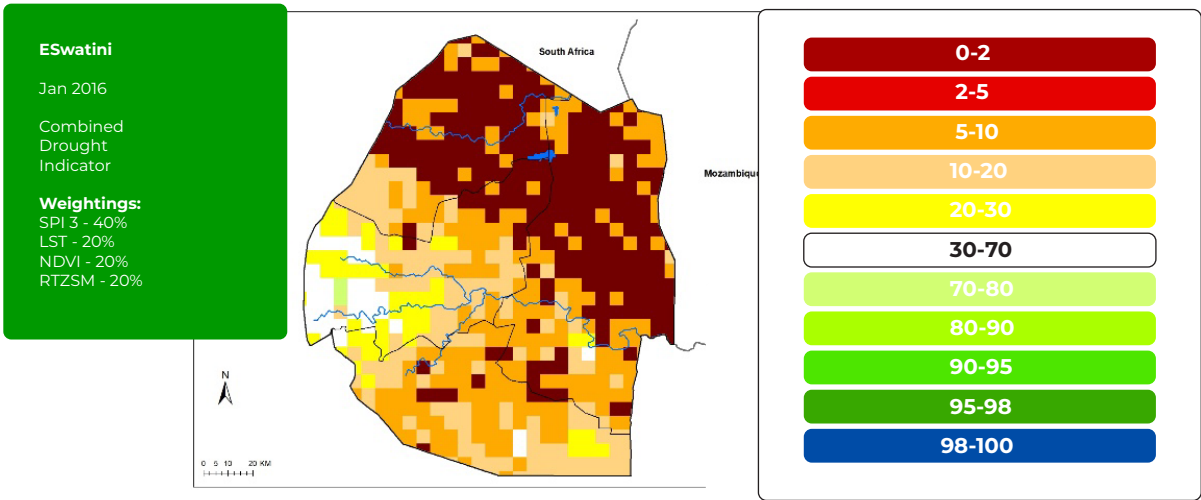 ESwatini
Jan 2016
Combined
Drought
Indicator
Weightings:
SPI 3 - 40%
LST - 20%
NDVI - 20%
RTZSM - 20%
South Africa
Mozambique
N
0 5 10 20 KM
0-2
2-5
5-10
10-20
20-30
30-70
70-80
80-90
90-95
95-98
98-100